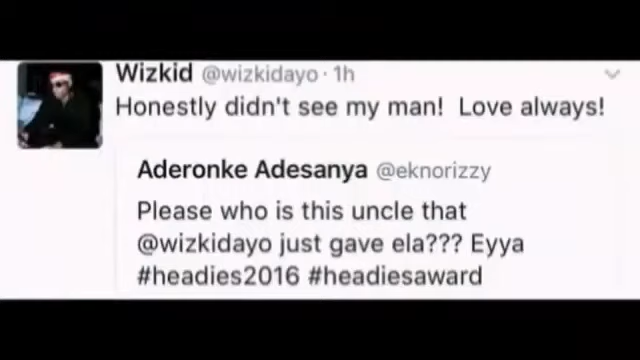 Wizkid @wizkidayo · 1h
Honestly didn't see my man! Love always!
Aderonke Adesanya @eknorizzy
Please who is this uncle that
@wizkidayo just gave ela??? Eyya
#headies2016 #headiesaward